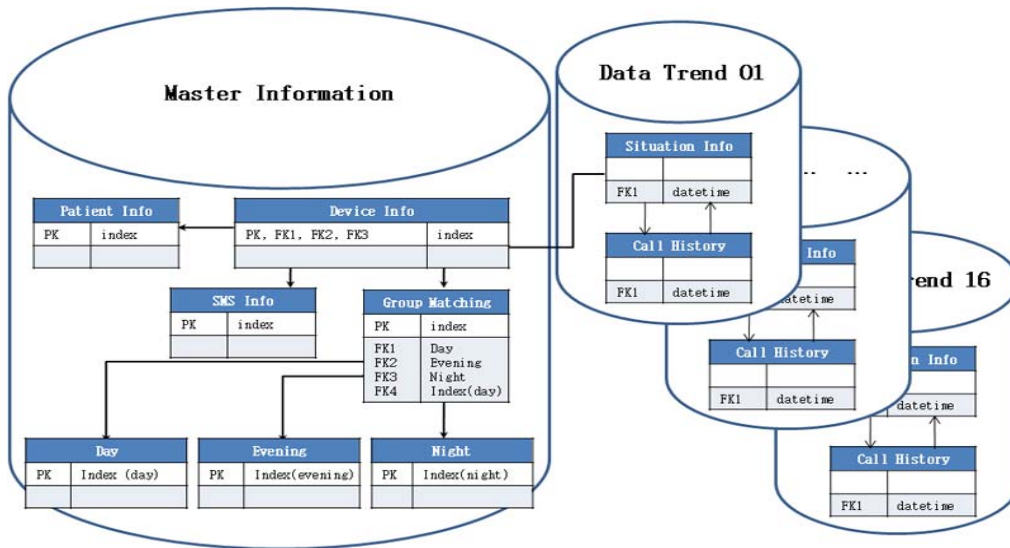 Master Information
Patient Info
PK index
Device Info
PK, FK1, FK2, FK3 index
SMS Info
PK index
Group Matching
PK index
FK1 Day
FK2 Evening
FK3 Night
FK4 Index(day)
Day
PK Index (day)
Evening
PK Index(evening)
Night
PK Index(night)
Data Trend 01
Situation Info
FK1 datetime
Call History
FK1 datetime
.. ...
Info
datetime
Call History
FK1 datetime
rend 16
n Info
datetime
Call History
FK1 datetime